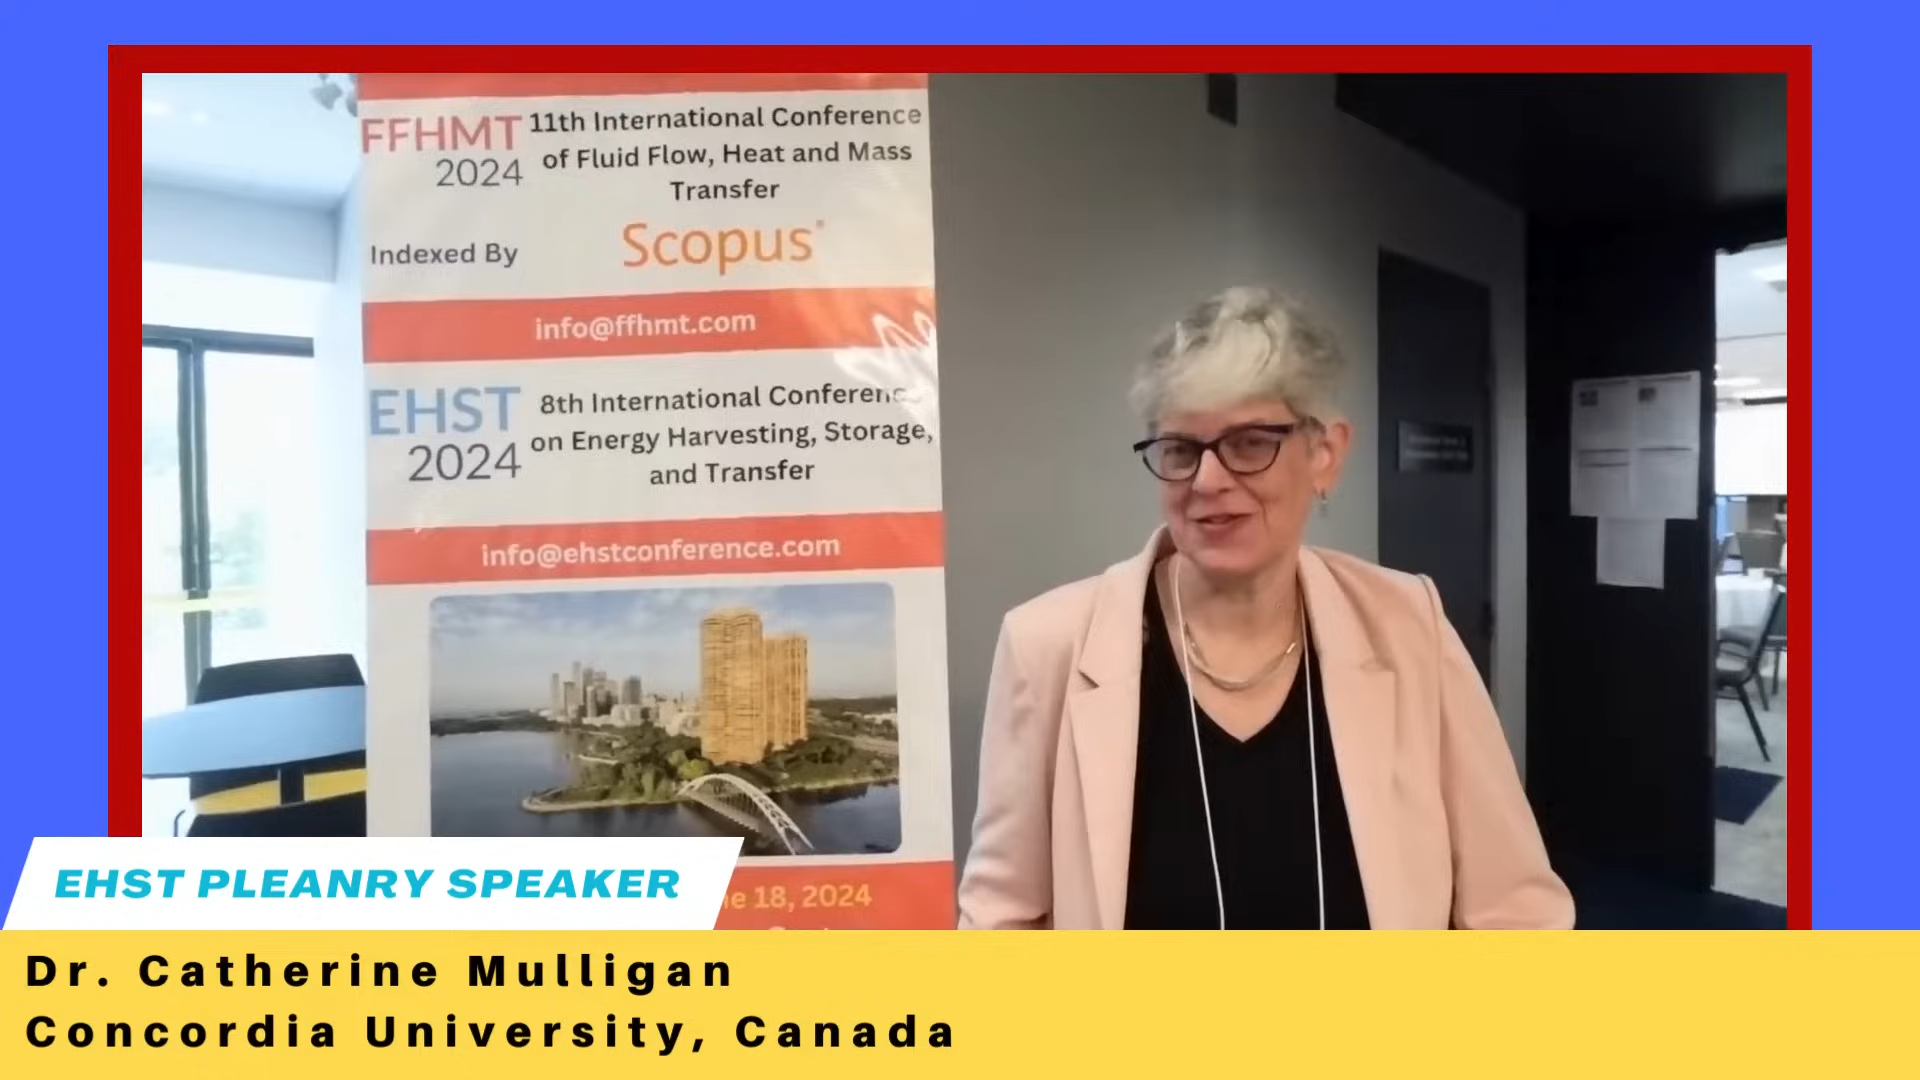 FFHMT
2024
11th International Conference
of Fluid Flow, Heat and Mass
Transfer
Indexed By
Scopus
info@ffhmt.com
EHST
2024
8th International Conference
on Energy Harvesting, Storage,
and Transfer
info@ehstconference.com
18, 2024
EHST PLEANRY SPEAKER
Dr. Catherine Mulligan
Concordia University, Canada